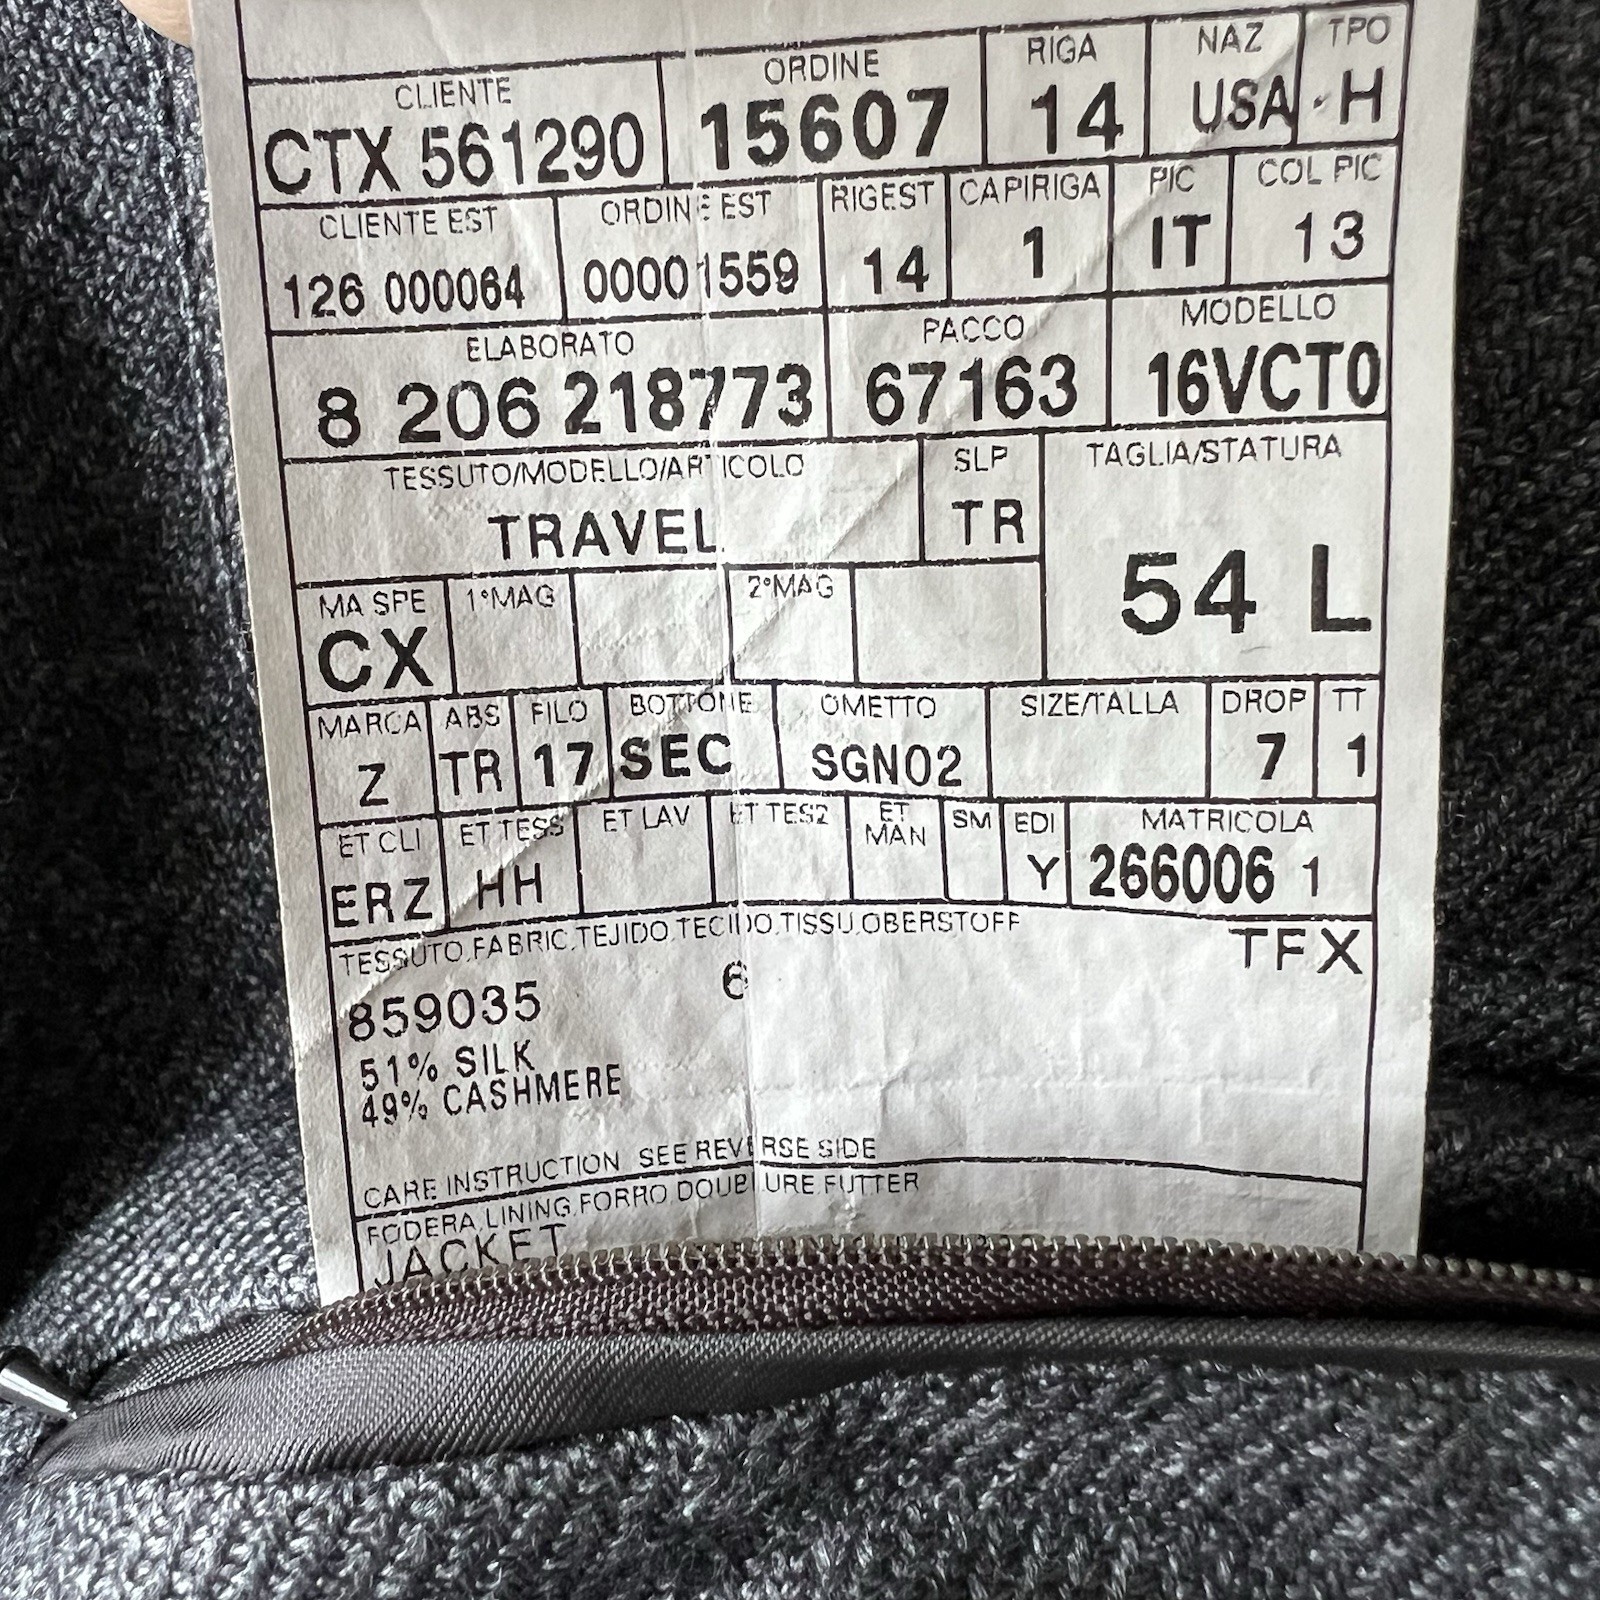 CLIENTE ORDINE RIGA NAZ TPO
CTX 561290 15607 14 USA H
CLIENTE EST ORDINE EST RIGEST CAPIRIGA PIC COL PIC
126 000064 00001559 14 1 IT 13
ELABORATO PACCO MODELLO
8 206 218773 67163 16VCT0
TESSUTO/MODELLO/ARTICOLO SLP TAGLIA/STATURA
TRAVEL TR 54 L
MA SPE 1°MAG 2°MAG
CX
MARCA ABS FILO BOTTONE OMETTO SIZE/TALLA DROP TT
Z TR 17 SEC SGN02 7 1
ET CLI ET TESS ET LAV ET TES2 ET MAN SM EDI MATRICOLA
ERZ HH Y 266006 1
TESSUTO,FABRIC,TEJIDO,TECIDO,TISSU,OBERSTOFF TFX
859035 6
51% SILK
49% CASHMERE
CARE INSTRUCTION SEE REVERSE SIDE
FODERA,LINING,FORRO,DOUBLURE,FUTTER
JACKET